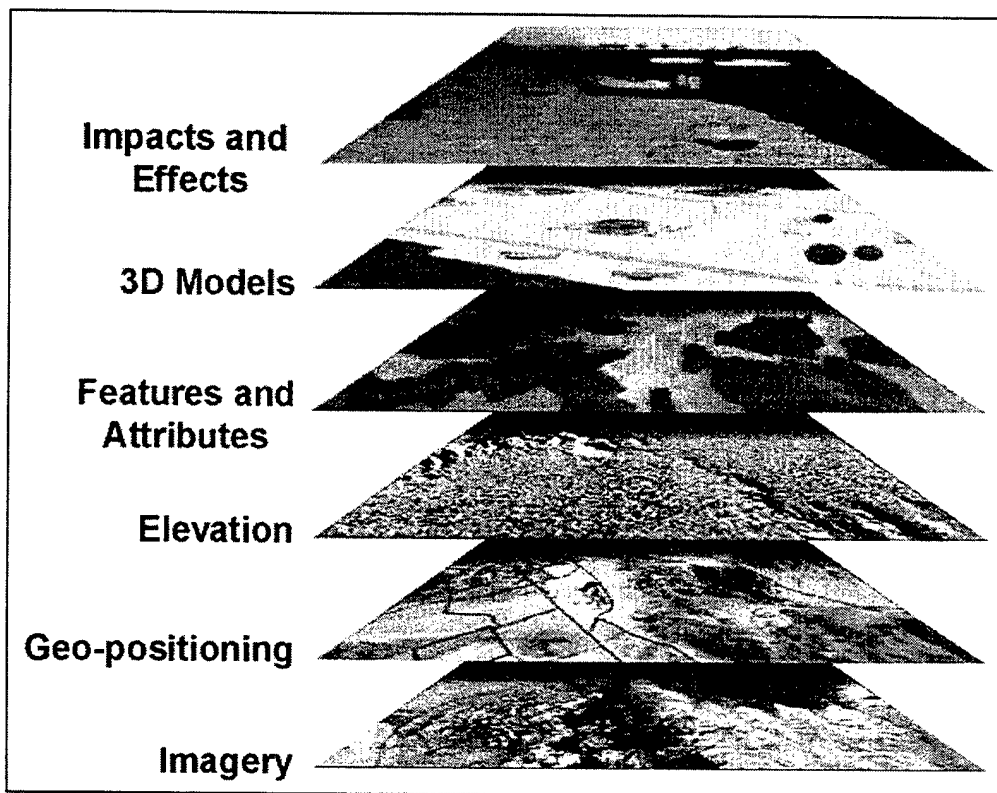 Impacts and
Effects
3D Models
Features and
Attributes
Elevation
Geo-positioning
Imagery